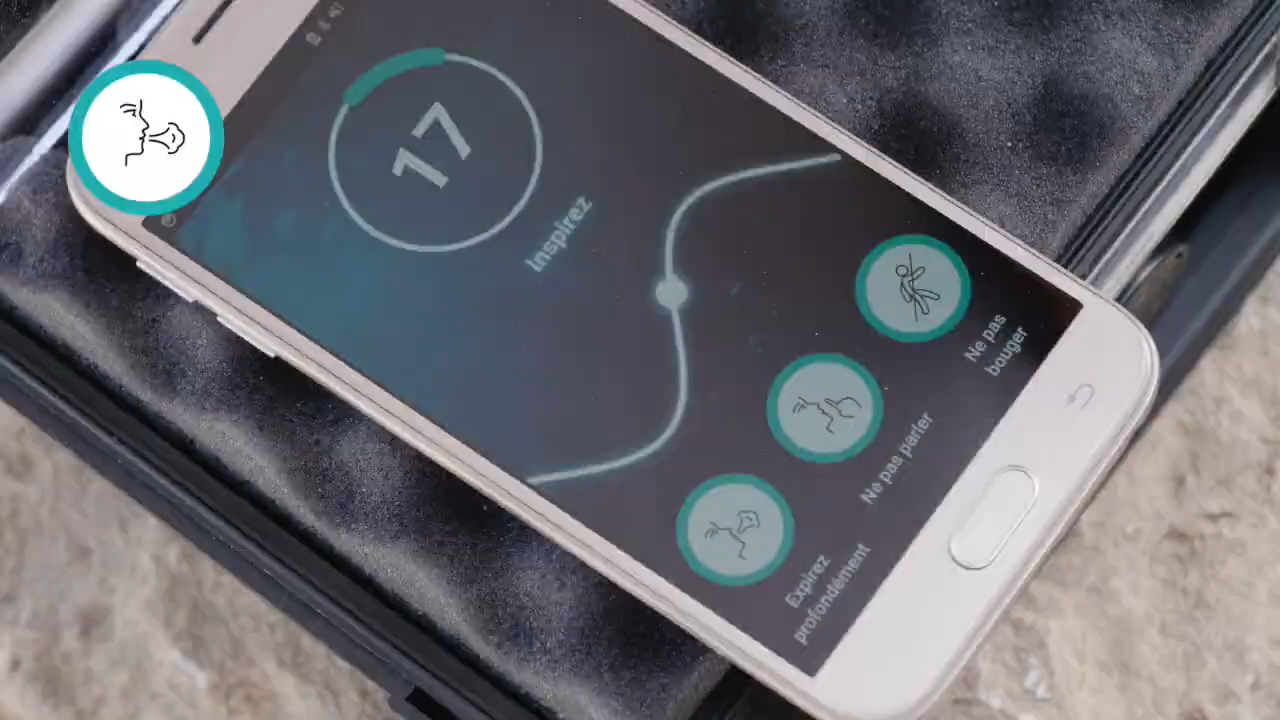 17
Inspirez
Expirez
profondément
Ne pas parler
Ne pas
bouger